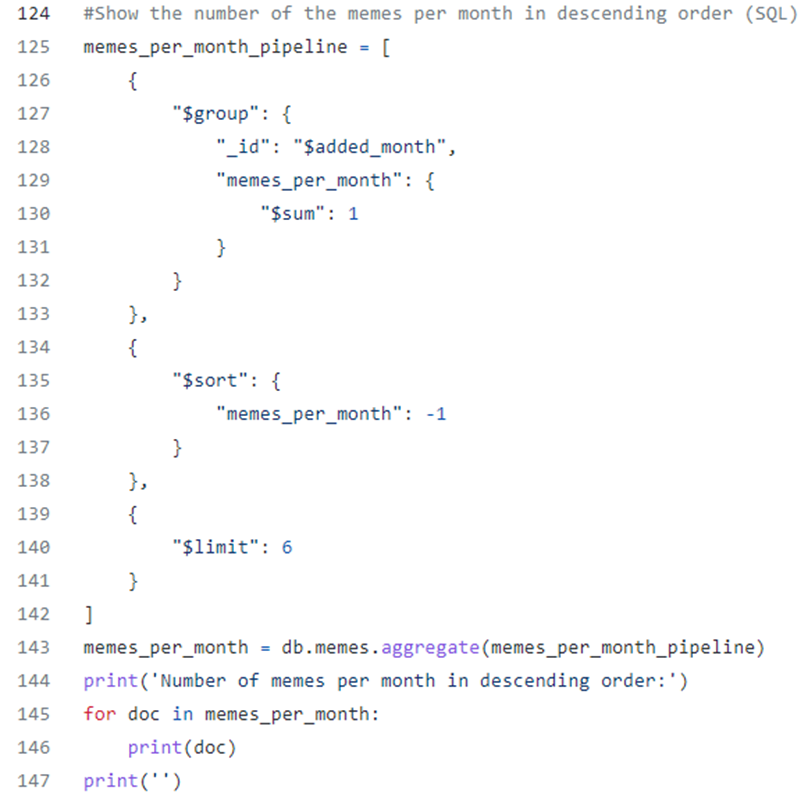 124 #Show the number of the memes per month in descending order (SQL)
125 memes_per_month_pipeline = [
126     {
127         "$group": {
128             "_id": "$added_month",
129             "memes_per_month": {
130                 "$sum": 1
131             }
132         }
133     },
134     {
135         "$sort": {
136             "memes_per_month": -1
137         }
138     },
139     {
140         "$limit": 6
141     }
142 ]
143 memes_per_month = db.memes.aggregate(memes_per_month_pipeline)
144 print('Number of memes per month in descending order:')
145 for doc in memes_per_month:
146     print(doc)
147 print('')